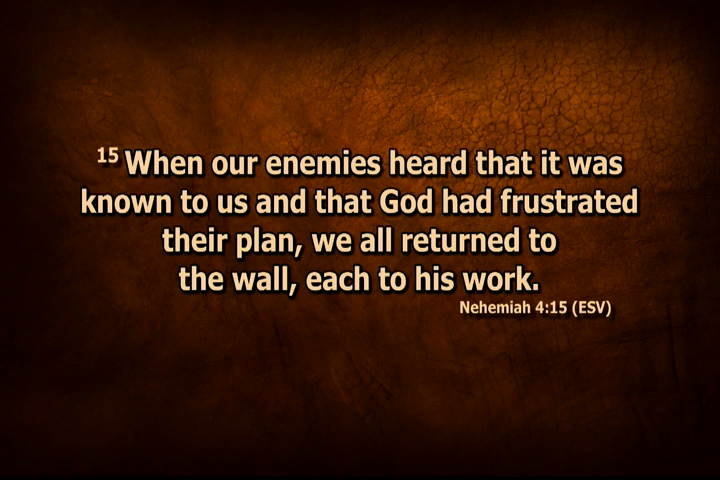 15 When our enemies heard that it was
known to us and that God had frustrated
their plan, we all returned to
the wall, each to his work.
Nehemiah 4:15 (ESV)